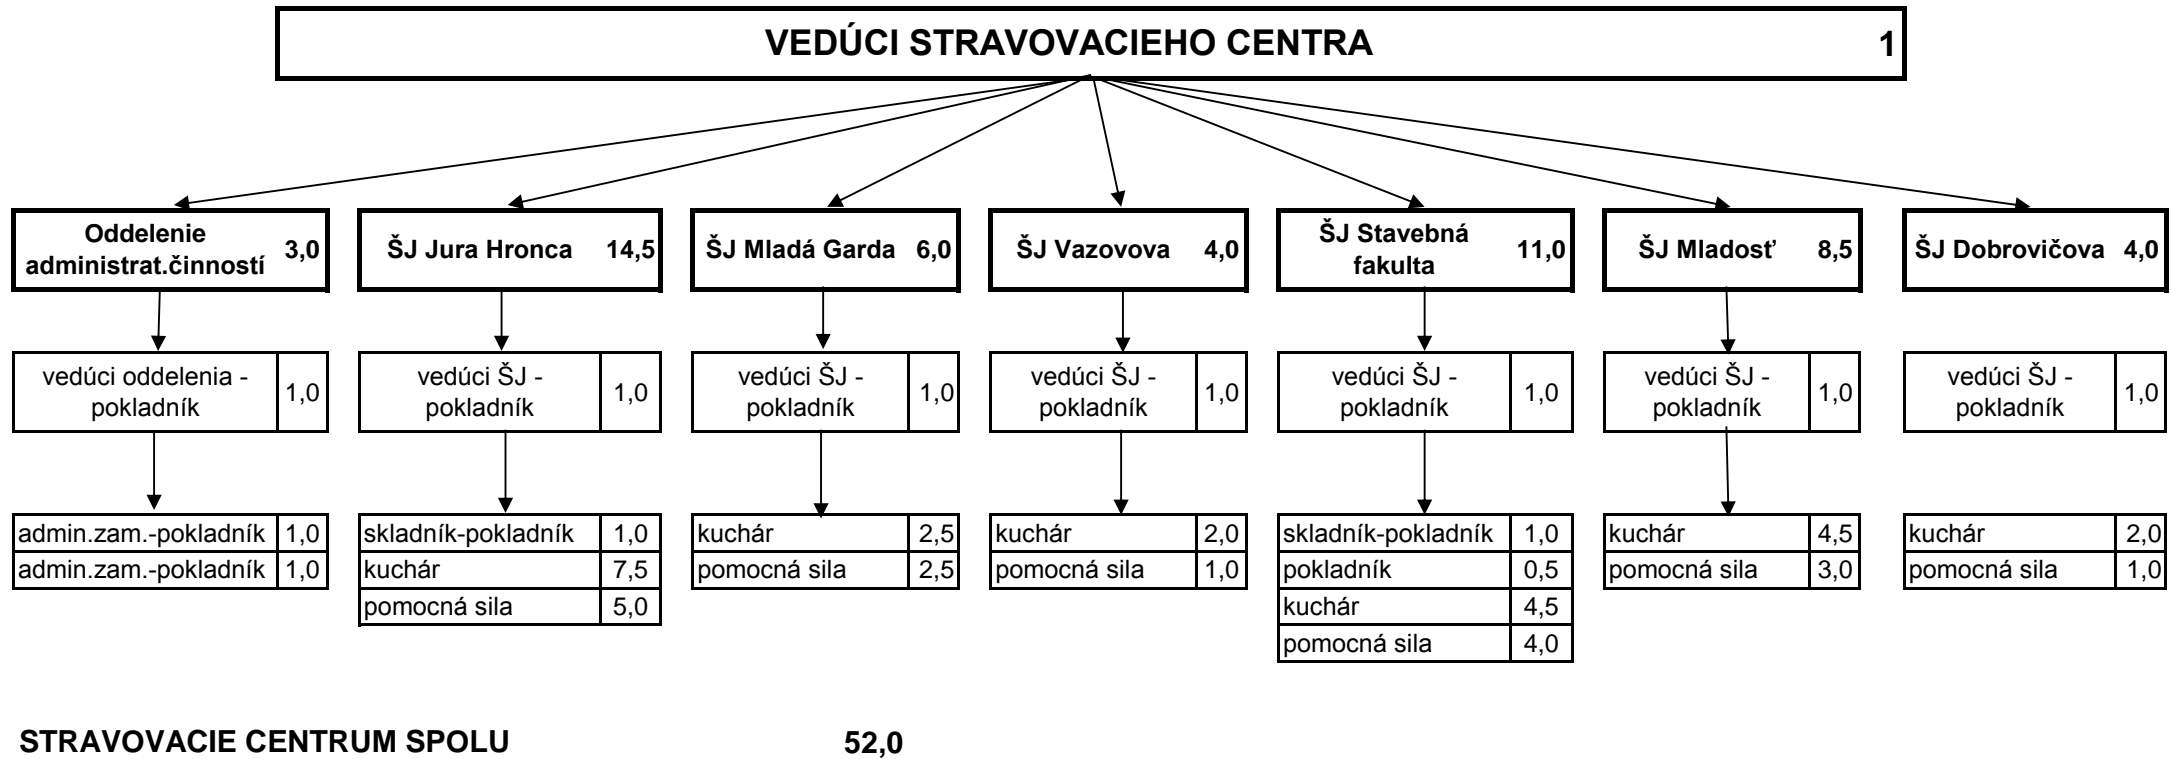 VEDÚCI STRAVOVACIEHO CENTRA 1
Oddelenie
administrat.činností 3,0
ŠJ Jura Hronca 14,5
ŠJ Mladá Garda 6,0
ŠJ Vazovova 4,0
ŠJ Stavebná
fakulta 11,0
ŠJ Mladosť 8,5
ŠJ Dobrovičova 4,0
vedúci oddelenia -
pokladník 1,0
vedúci ŠJ -
pokladník 1,0
vedúci ŠJ -
pokladník 1,0
vedúci ŠJ -
pokladník 1,0
vedúci ŠJ -
pokladník 1,0
vedúci ŠJ -
pokladník 1,0
vedúci ŠJ -
pokladník 1,0
admin.zam.-pokladník 1,0
admin.zam.-pokladník 1,0
skladník-pokladník 1,0
kuchár 7,5
pomocná sila 5,0
kuchár 2,5
pomocná sila 2,5
kuchár 2,0
pomocná sila 1,0
skladník-pokladník 1,0
pokladník 0,5
kuchár 4,5
pomocná sila 4,0
kuchár 4,5
pomocná sila 3,0
kuchár 2,0
pomocná sila 1,0
STRAVOVACIE CENTRUM SPOLU 52,0